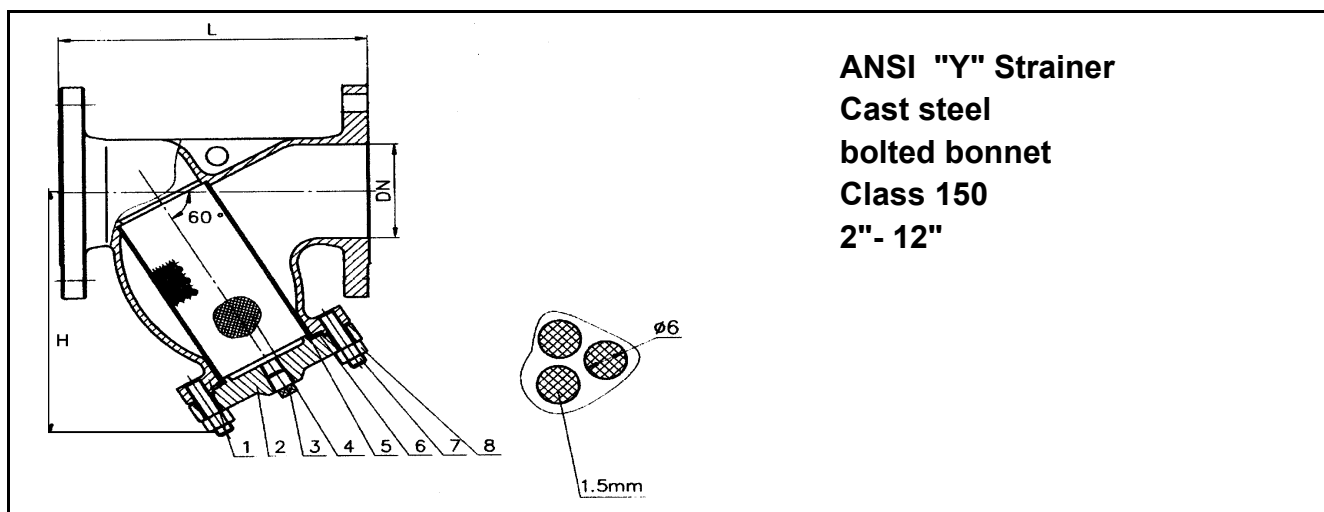 L
ANSI "Y" Strainer
Cast steel
bolted bonnet
Class 150
2"- 12"
DN
60°
H
ø6
1 2 3 4 5 6 7 8
1.5mm